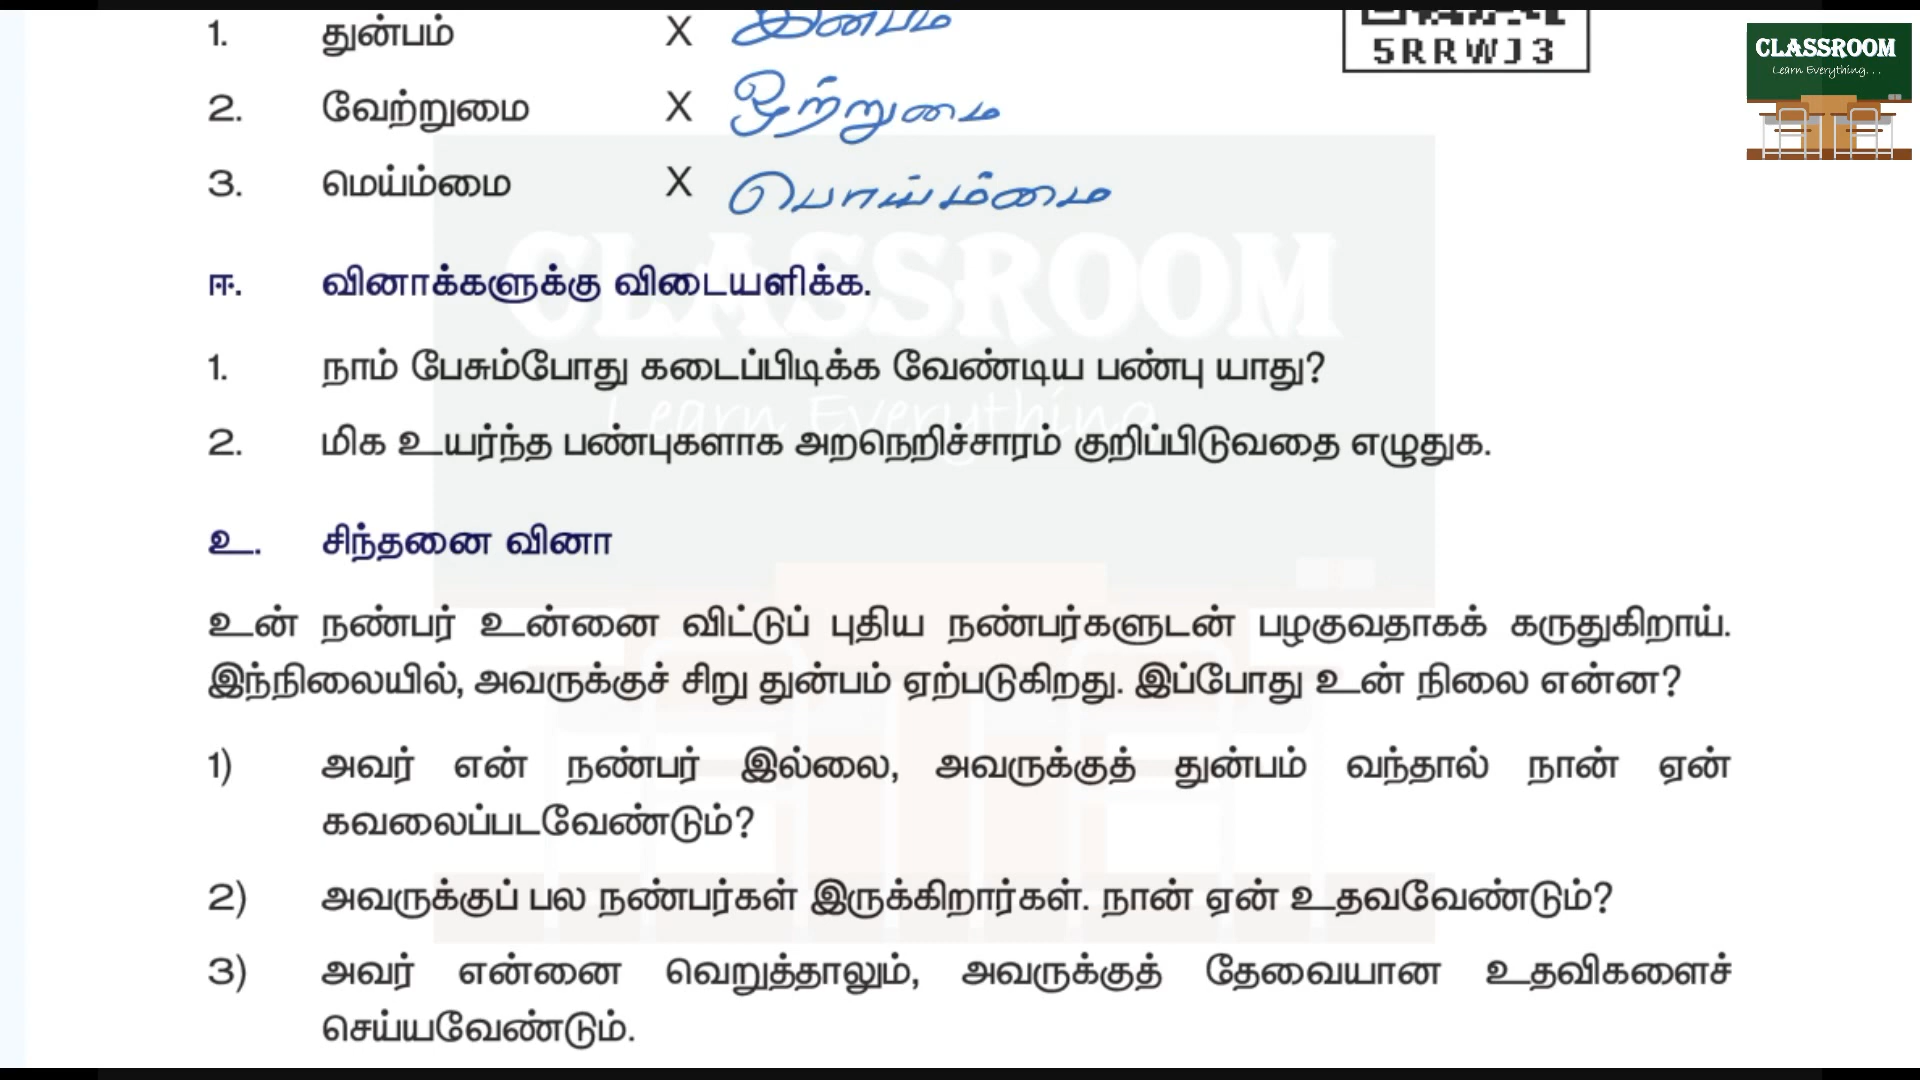 1. துன்பம் X இன்பம்
5RRWJ3
CLASSROOM
Learn Everything...
2. வேற்றுமை X ஒற்றுமை
3. மெய்ம்மை X பொய்ம்மை
CLASSROOM
ஈ. வினாக்களுக்கு விடையளிக்க.
1. நாம் பேசும்போது கடைப்பிடிக்க வேண்டிய பண்பு யாது?
Learn Everything...
2. மிக உயர்ந்த பண்புகளாக அறநெறிச்சாரம் குறிப்பிடுவதை எழுதுக.
உ. சிந்தனை வினா
உன் நண்பர் உன்னை விட்டுப் புதிய நண்பர்களுடன் பழகுவதாகக் கருதுகிறாய்.
இந்நிலையில், அவருக்குச் சிறு துன்பம் ஏற்படுகிறது. இப்போது உன் நிலை என்ன?
1) அவர் என் நண்பர் இல்லை, அவருக்குத் துன்பம் வந்தால் நான் ஏன்
கவலைப்படவேண்டும்?
2) அவருக்குப் பல நண்பர்கள் இருக்கிறார்கள். நான் ஏன் உதவவேண்டும்?
3) அவர் என்னை வெறுத்தாலும், அவருக்குத் தேவையான உதவிகளைச்
செய்யவேண்டும்.